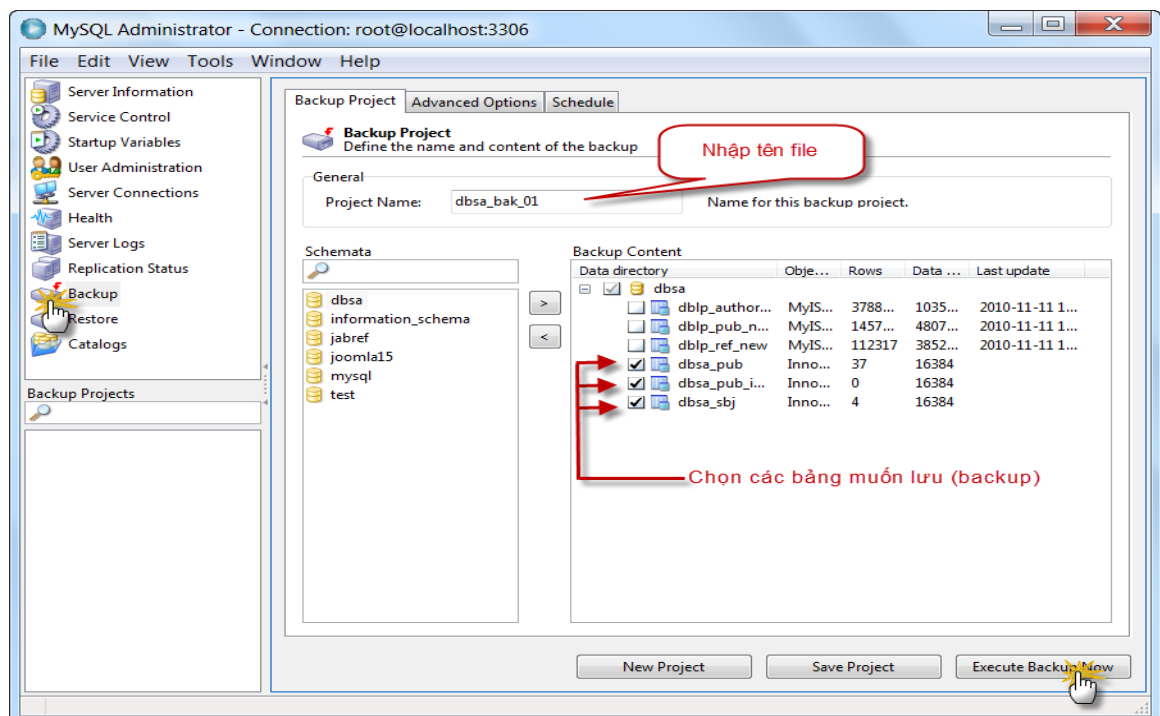 MySQL Administrator - Connection: root@localhost:3306
File Edit View Tools Window Help
Server Information
Service Control
Startup Variables
User Administration
Server Connections
Health
Server Logs
Replication Status
Backup
Restore
Catalogs
Backup Projects
Backup Project Advanced Options Schedule
Backup Project
Define the name and content of the backup
Nhập tên file
General
Project Name: dbsa_bak_01 Name for this backup project.
Schemata
dbsa
information_schema
jabref
joomla15
mysql
test
>
<
Backup Content
Data directory Obje... Rows Data ... Last update
dbsa
dblp_author... MyIS... 3788... 1035... 2010-11-11 1...
dblp_pub_n... MyIS... 1457... 4807... 2010-11-11 1...
dblp_ref_new MyIS... 112317 3852... 2010-11-11 1...
dbsa_pub Inno... 37 16384
dbsa_pub_i... Inno... 0 16384
dbsa_sbj Inno... 4 16384
Chọn các bảng muốn lưu (backup)
New Project Save Project Execute Backup Now